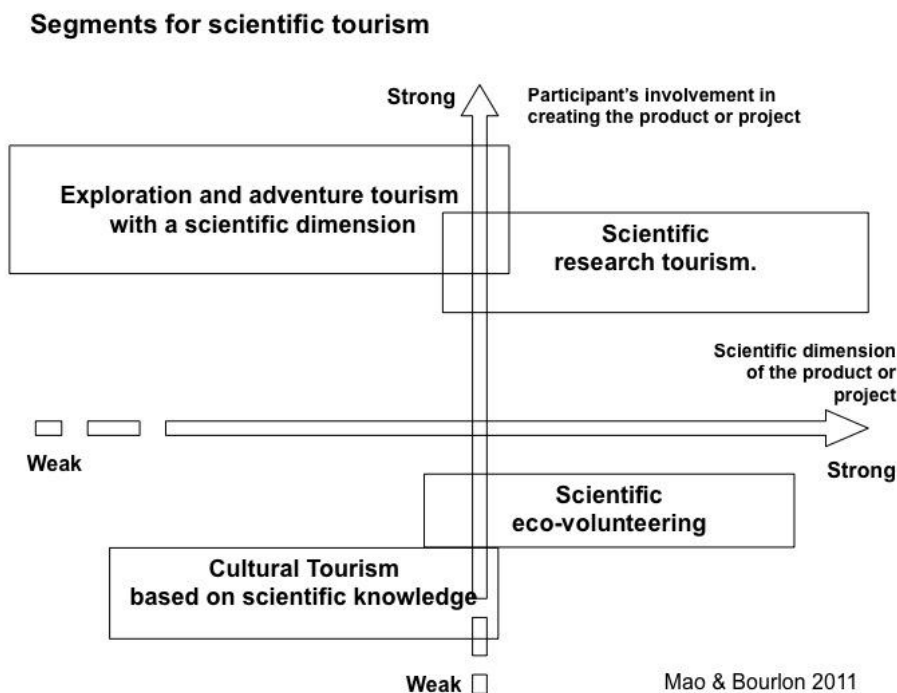 Segments for scientific tourism
Strong
Participant's involvement in
creating the product or project
Exploration and adventure tourism
with a scientific dimension
Scientific
research tourism.
Scientific dimension
of the product or
project
Weak
Strong
Scientific
eco-volunteering
Cultural Tourism
based on scientific knowledge
Weak
Mao & Bourlon 2011